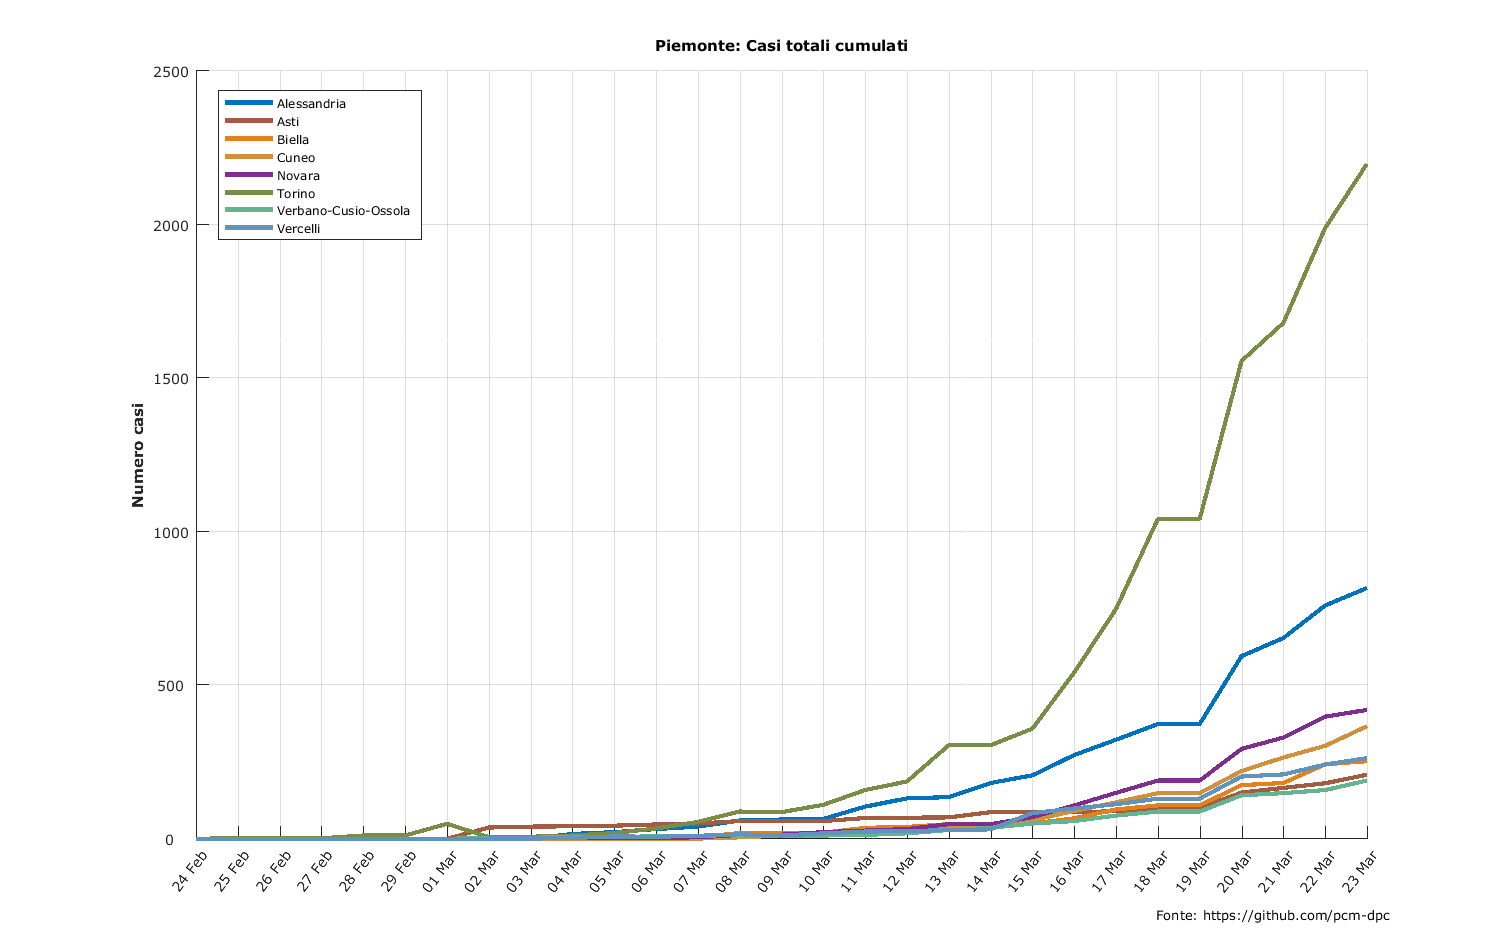 Piemonte: Casi totali cumulati
2500
2000
1500
1000
500
0
Numero casi
Alessandria
Asti
Biella
Cuneo
Novara
Torino
Verbano-Cusio-Ossola
Vercelli
24 Feb
25 Feb
26 Feb
27 Feb
28 Feb
29 Feb
01 Mar
02 Mar
03 Mar
04 Mar
05 Mar
06 Mar
07 Mar
08 Mar
09 Mar
10 Mar
11 Mar
12 Mar
13 Mar
14 Mar
15 Mar
16 Mar
17 Mar
18 Mar
19 Mar
20 Mar
21 Mar
22 Mar
23 Mar
Fonte: https://github.com/pcm-dpc